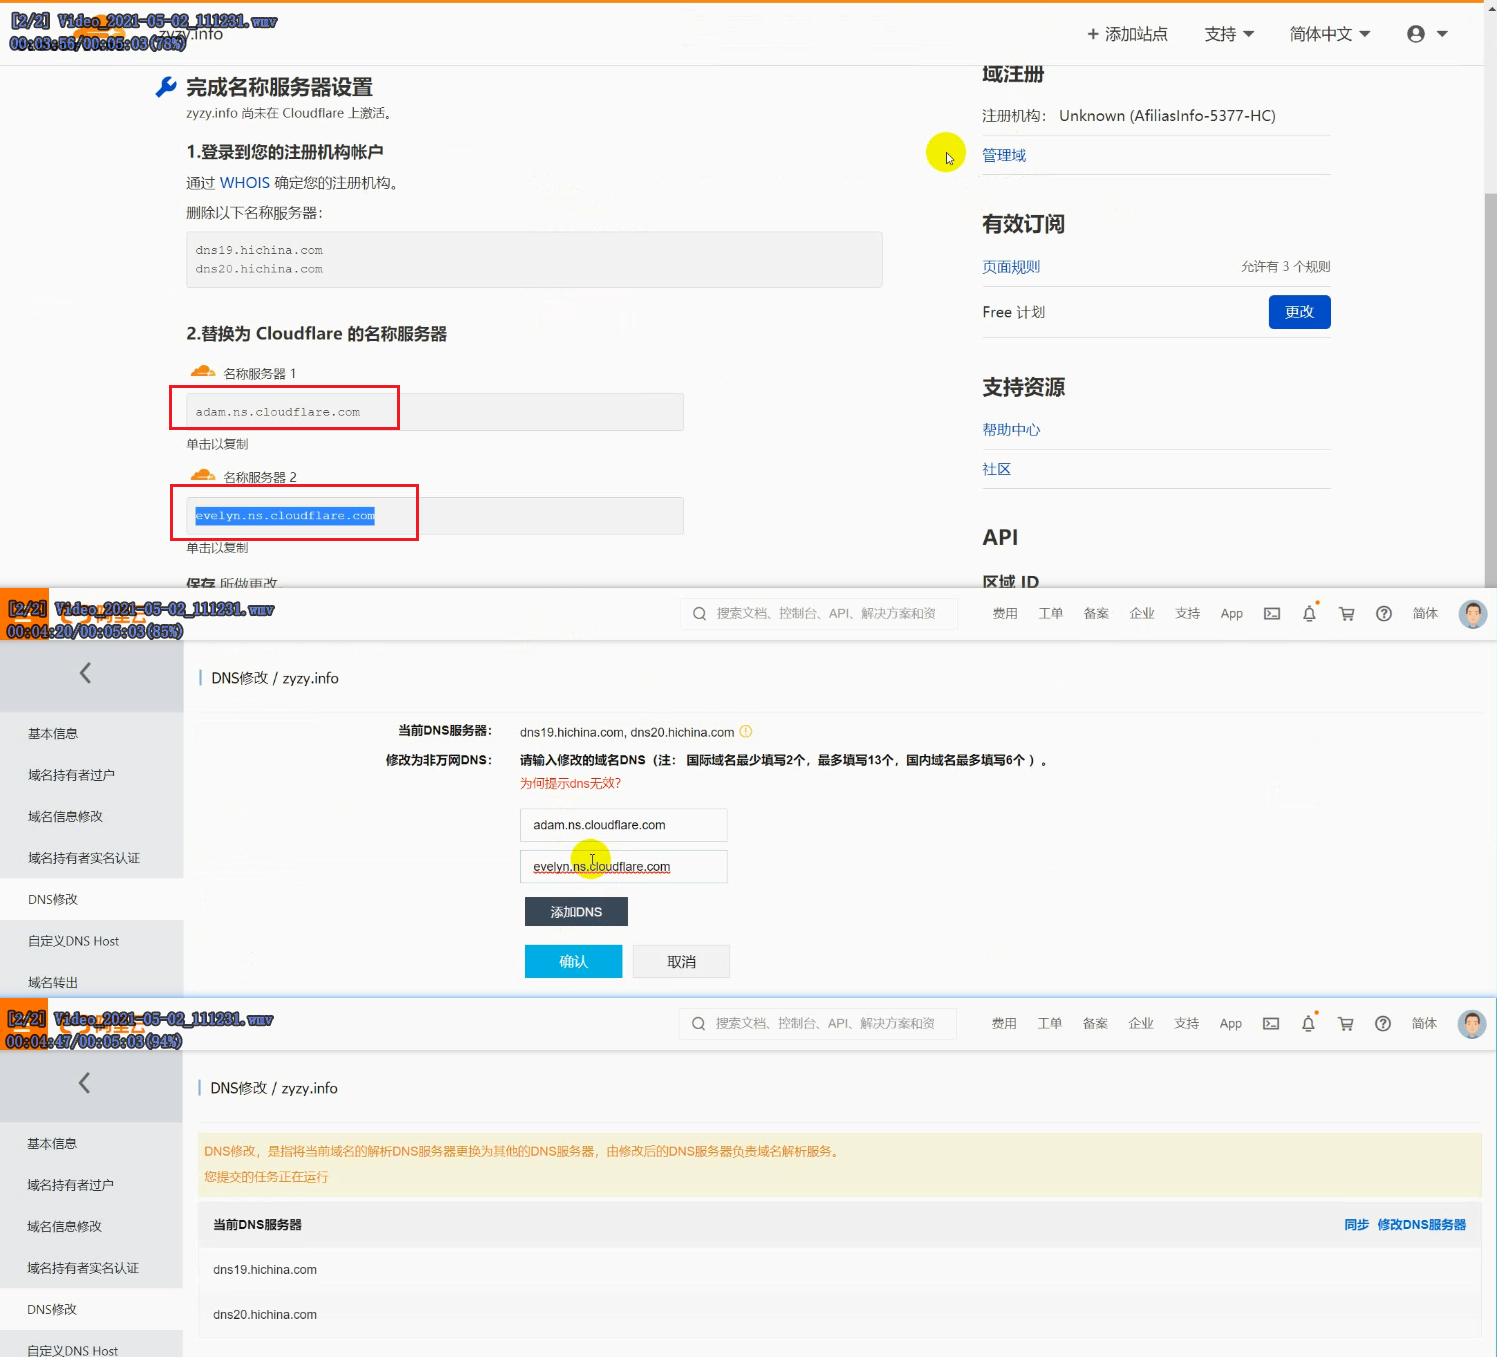 [2/2] Video_2021-05-02_111231.wmv
00:03:56/00:05:03(78%)
zyzy.info
+ 添加站点 支持 简体中文
完成名称服务器设置
zyzy.info 尚未在 Cloudflare 上激活。
1.登录到您的注册机构帐户
通过 WHOIS 确定您的注册机构。
删除以下名称服务器：
dns19.hichina.com
dns20.hichina.com
2.替换为 Cloudflare 的名称服务器
名称服务器 1
adam.ns.cloudflare.com
单击以复制
名称服务器 2
evelyn.ns.cloudflare.com
单击以复制
保存 所做更改。
域注册
注册机构： Unknown (AfiliasInfo-5377-HC)
管理域
有效订阅
页面规则 允许有 3 个规则
Free 计划 更改
支持资源
帮助中心
社区
API
区域 ID
[2/2] Video_2021-05-02_111231.wmv
00:04:20/00:05:03(85%)
搜索文档、控制台、API、解决方案和资 费用 工单 备案 企业 支持 App 简体
DNS修改 / zyzy.info
基本信息
域名持有者过户
域名信息修改
域名持有者实名认证
DNS修改
自定义DNS Host
域名转出
当前DNS服务器： dns19.hichina.com, dns20.hichina.com
修改为非万网DNS： 请输入修改的域名DNS（注： 国际域名最少填写2个，最多填写13个，国内域名最多填写6个 ）。
为何提示dns无效？
adam.ns.cloudflare.com
evelyn.ns.cloudflare.com
添加DNS
确认 取消
[2/2] Video_2021-05-02_111231.wmv
00:04:47/00:05:03(94%)
搜索文档、控制台、API、解决方案和资 费用 工单 备案 企业 支持 App 简体
DNS修改 / zyzy.info
基本信息
域名持有者过户
域名信息修改
域名持有者实名认证
DNS修改
自定义DNS Host
DNS修改，是指将当前域名的解析DNS服务器更换为其他的DNS服务器，由修改后的DNS服务器负责域名解析服务。
您提交的任务正在运行
当前DNS服务器 同步 修改DNS服务器
dns19.hichina.com
dns20.hichina.com